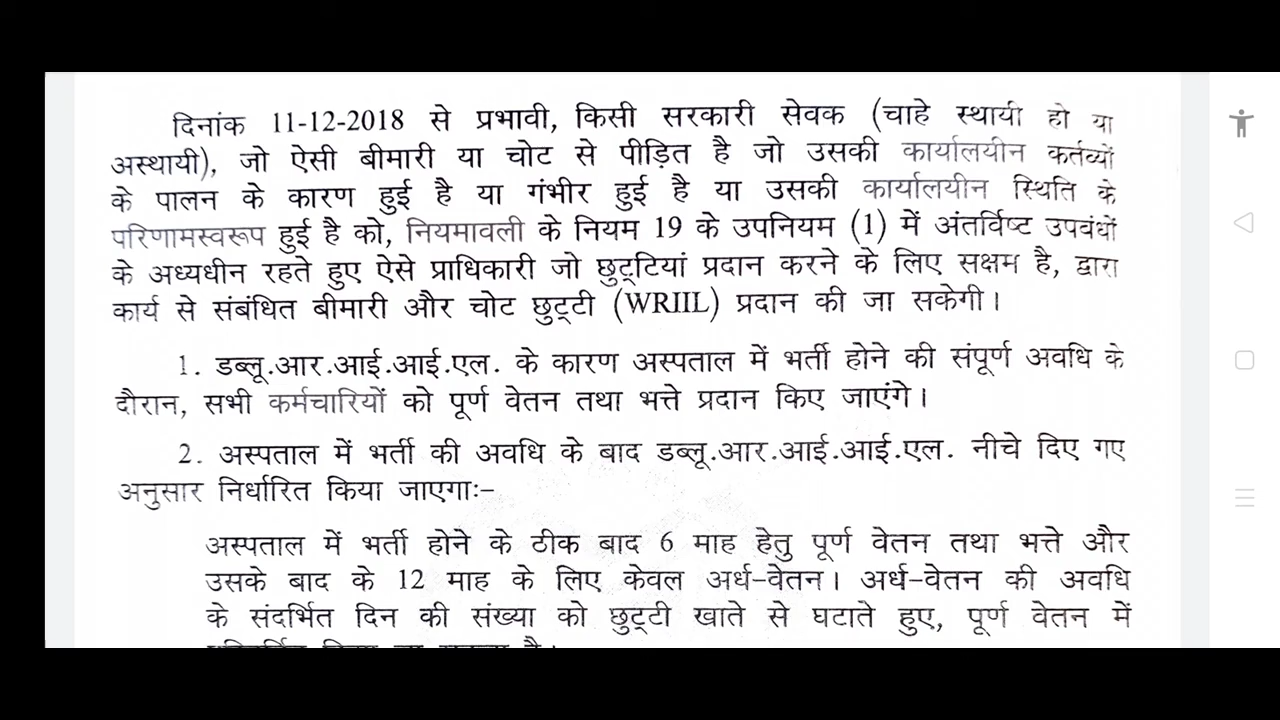 दिनांक 11-12-2018 से प्रभावी, किसी सरकारी सेवक (चाहे स्थायी हो या
अस्थायी), जो ऐसी बीमारी या चोट से पीड़ित है जो उसकी कार्यालयीन कर्तव्यों
के पालन के कारण हुई है या गंभीर हुई है या उसकी कार्यालयीन स्थिति के
परिणामस्वरूप हुई है को, नियमावली के नियम 19 के उपनियम (1) में अंतर्विष्ट उपबंधों
के अध्यधीन रहते हुए ऐसे प्राधिकारी जो छुट्टियां प्रदान करने के लिए सक्षम है, द्वारा
कार्य से संबंधित बीमारी और चोट छुट्टी (WRIIL) प्रदान की जा सकेगी।
1. डब्लू.आर.आई.आई.एल. के कारण अस्पताल में भर्ती होने की संपूर्ण अवधि के
दौरान, सभी कर्मचारियों को पूर्ण वेतन तथा भत्ते प्रदान किए जाएंगे।
2. अस्पताल में भर्ती की अवधि के बाद डब्लू.आर.आई.आई.एल. नीचे दिए गए
अनुसार निर्धारित किया जाएगाः-
अस्पताल में भर्ती होने के ठीक बाद 6 माह हेतु पूर्ण वेतन तथा भत्ते और
उसके बाद के 12 माह के लिए केवल अर्ध-वेतन। अर्ध-वेतन की अवधि
के संदर्भित दिन की संख्या को छुट्टी खाते से घटाते हुए, पूर्ण वेतन में